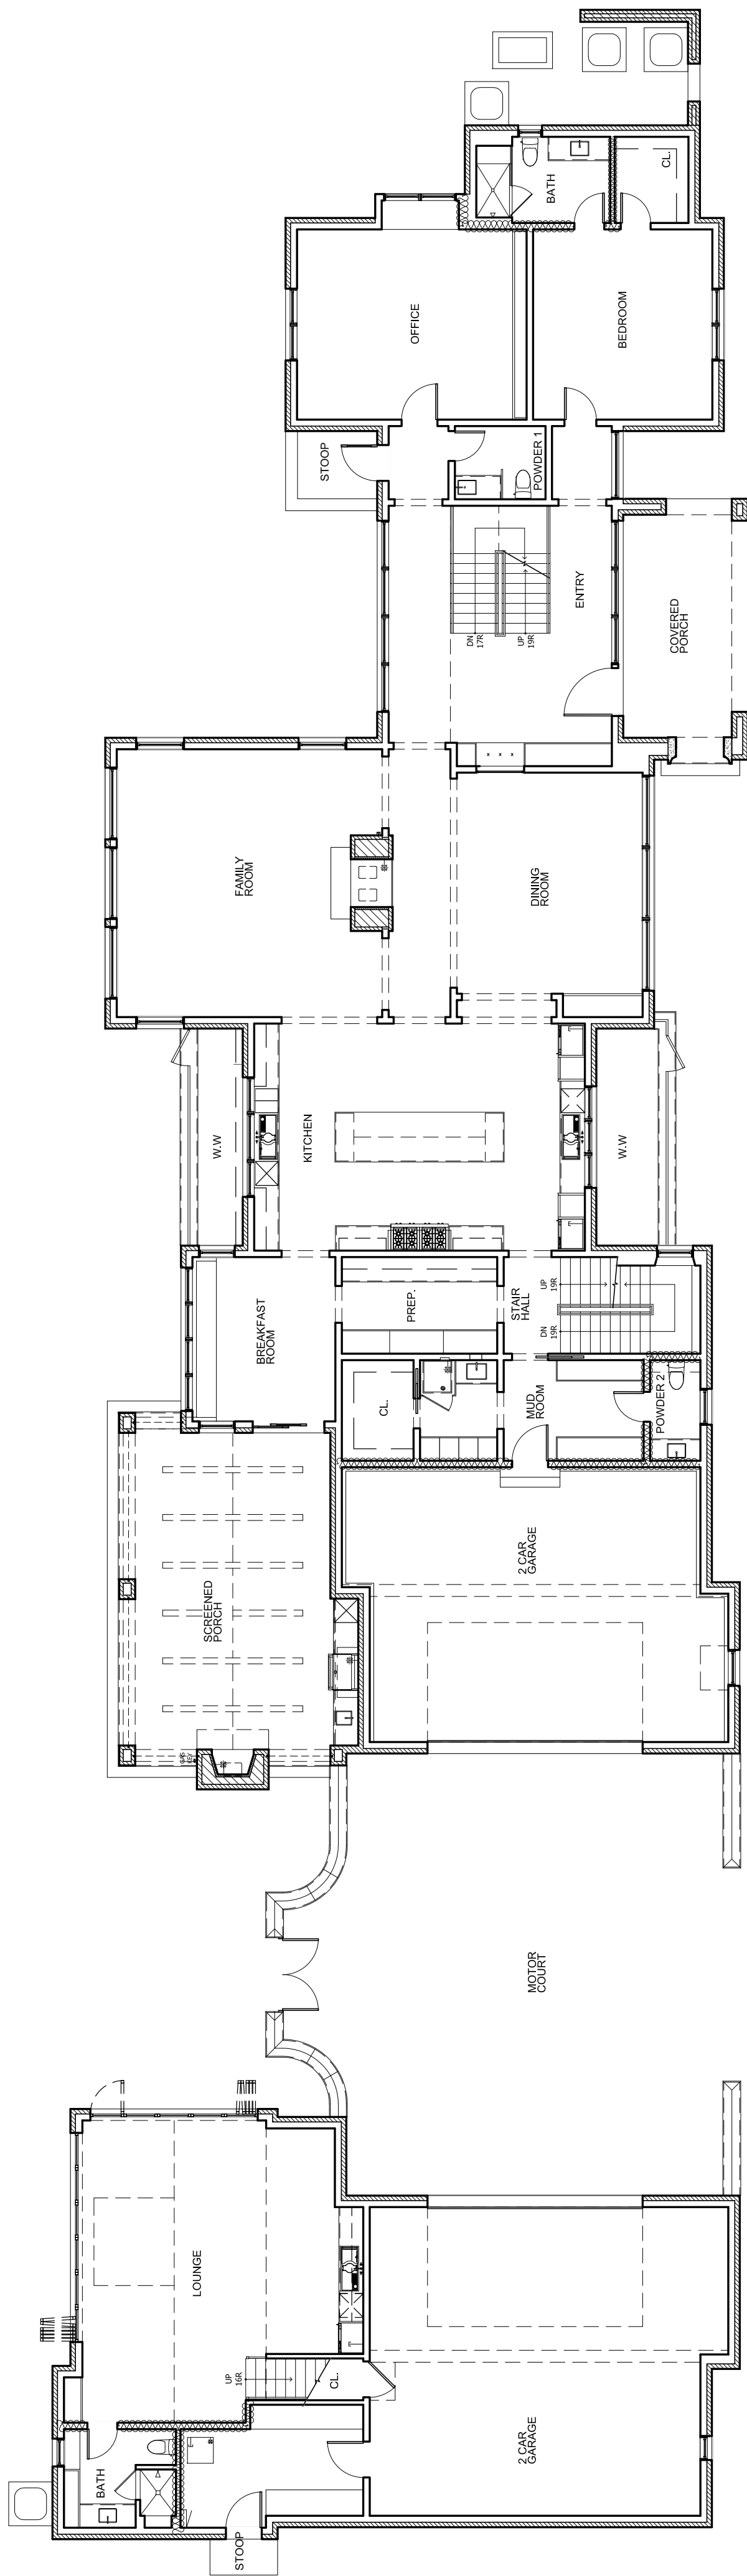 CL.
BATH
OFFICE
BEDROOM
STOOP
POWDER 1
ENTRY
DN
17R
UP
19R
COVERED
PORCH
FAMILY
ROOM
DINING
ROOM
KITCHEN
W.W
W.W
BREAKFAST
ROOM
PREP.
STAIR
HALL
UP
19R
DN
19R
CL.
MUD
ROOM
POWDER 2
SCREENED
PORCH
2 CAR
GARAGE
MOTOR
COURT
LOUNGE
UP
16R
CL.
BATH
2 CAR
GARAGE
STOOP